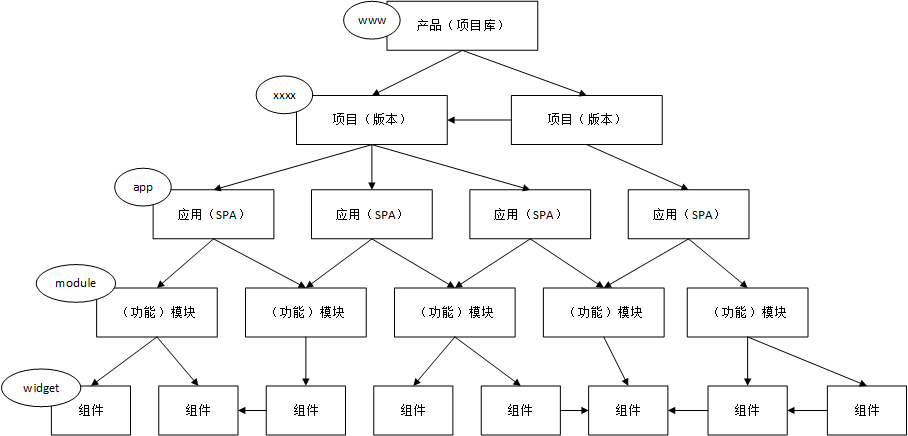 www
产品（项目库）
xxxx
项目（版本）
项目（版本）
app
应用（SPA）
应用（SPA）
应用（SPA）
应用（SPA）
module
（功能）模块
（功能）模块
（功能）模块
（功能）模块
（功能）模块
widget
组件
组件
组件
组件
组件
组件
组件
组件